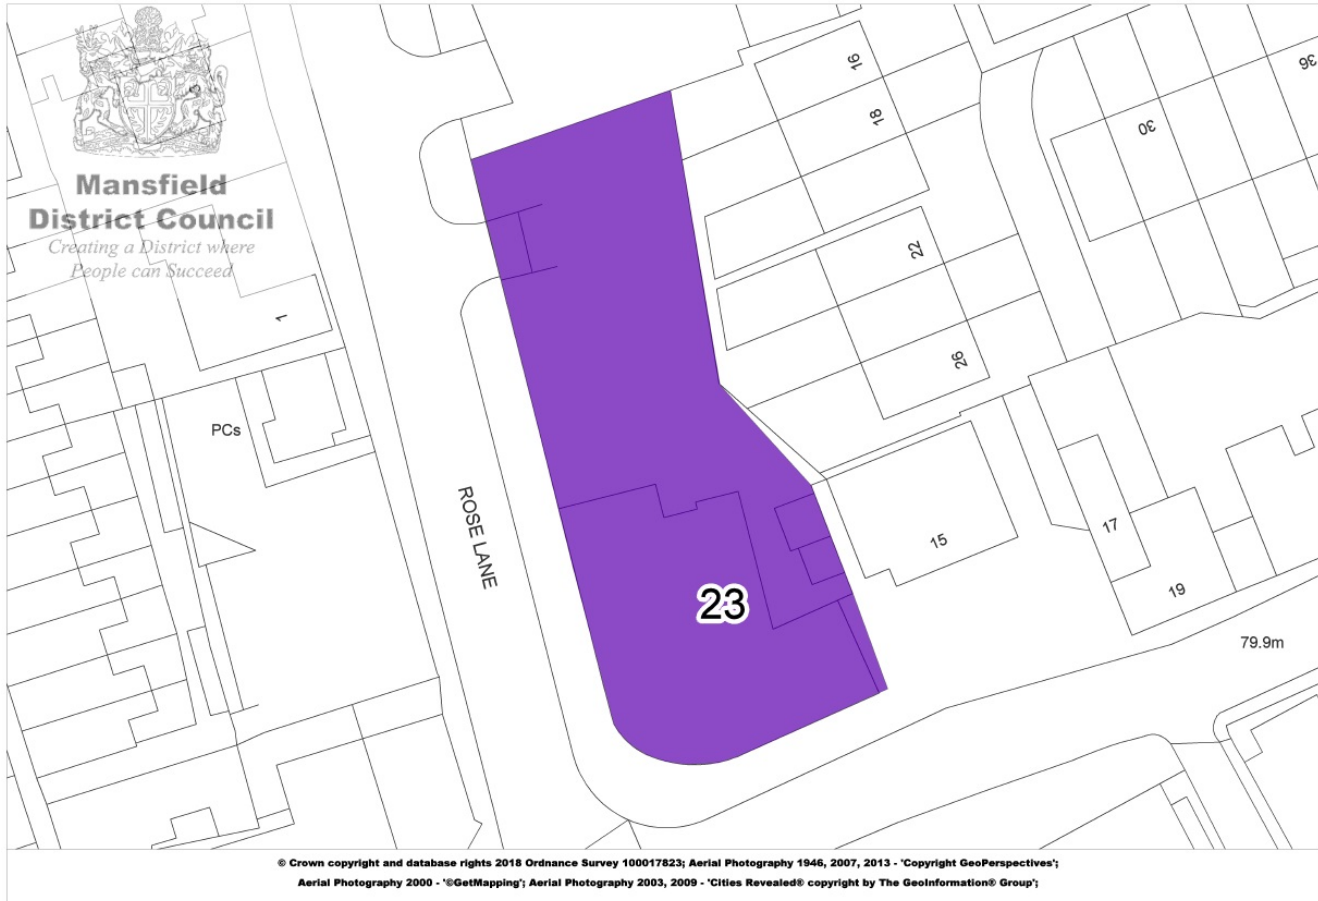 Mansfield
District Council
Creating a District where
People can Succeed
16
18
36
30
22
1
26
PCs
ROSE LANE
17
15
23
19
79.9m
© Crown copyright and database rights 2018 Ordnance Survey 100017823; Aerial Photography 1946, 2007, 2013 - 'Copyright GeoPerspectives';
Aerial Photography 2000 - '©GetMapping'; Aerial Photography 2003, 2009 - 'Cities Revealed® copyright by The GeoInformation® Group';